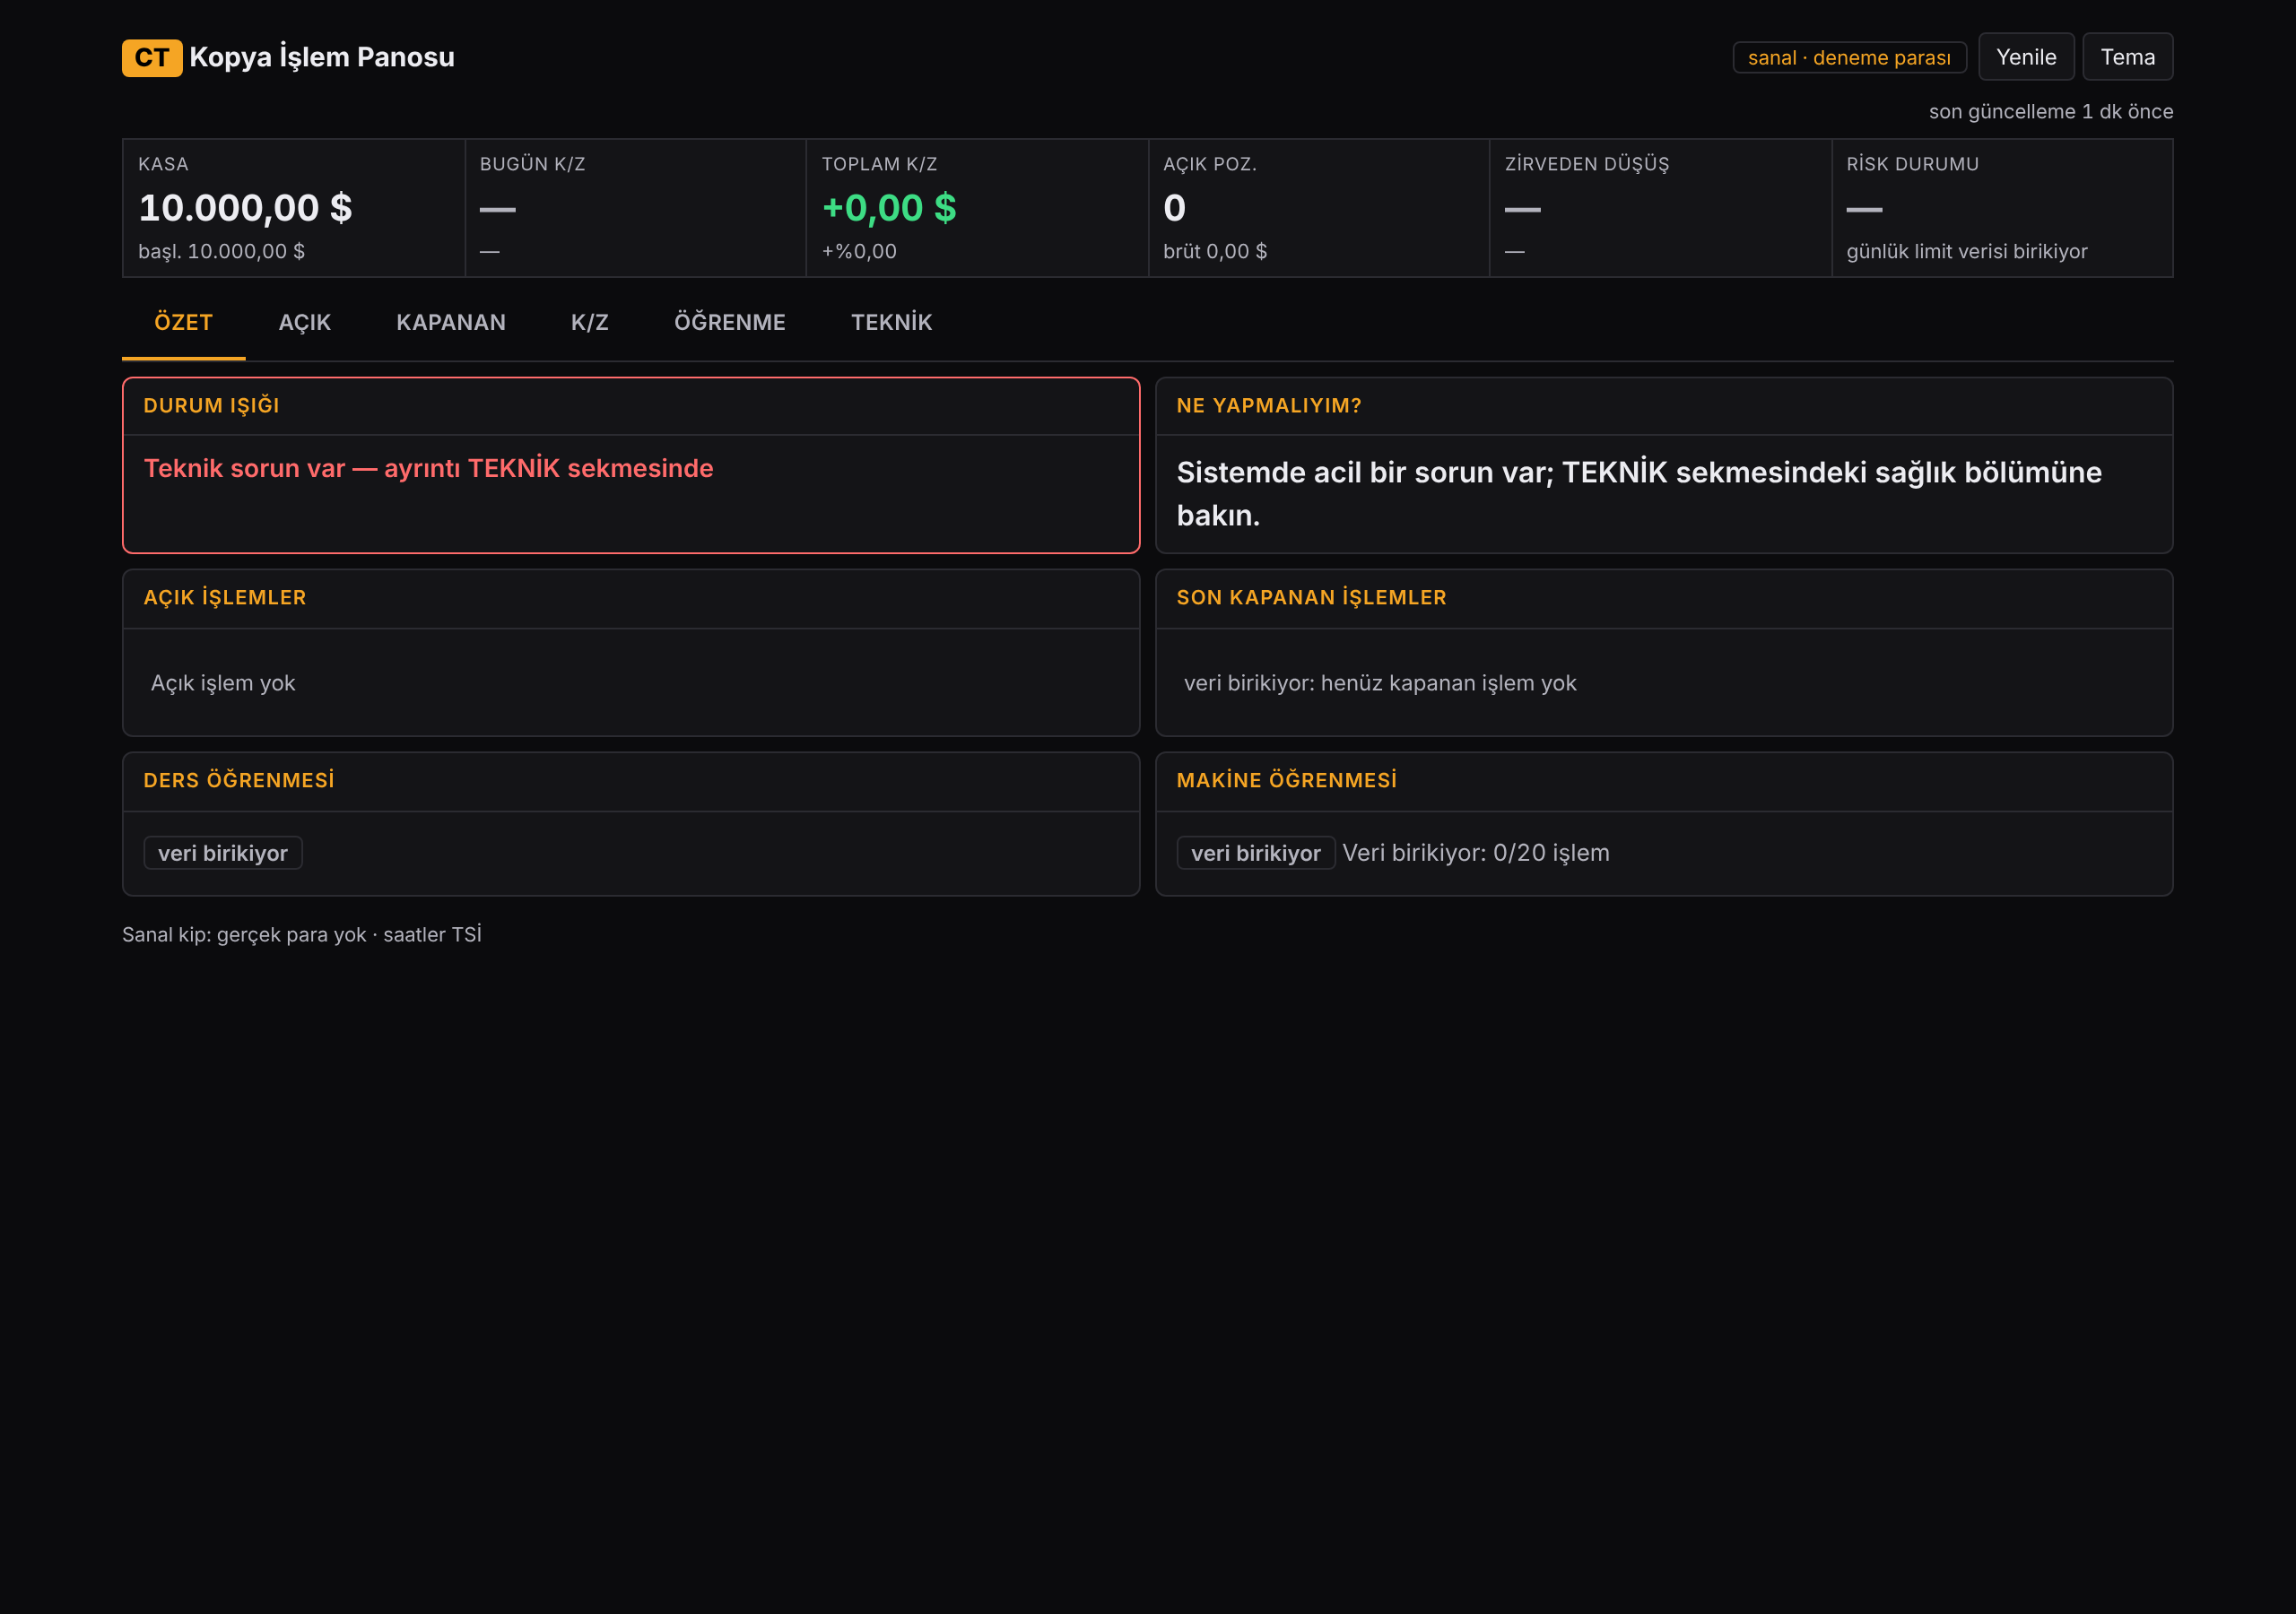 CT Kopya İşlem Panosu
sanal · deneme parası
Yenile
Tema
son güncelleme 1 dk önce
KASA
10.000,00 $
başl. 10.000,00 $
BUGÜN K/Z
—
—
TOPLAM K/Z
+0,00 $
+%0,00
AÇIK POZ.
0
brüt 0,00 $
ZİRVEDEN DÜŞÜŞ
—
—
RİSK DURUMU
—
günlük limit verisi birikiyor
ÖZET
AÇIK
KAPANAN
K/Z
ÖĞRENME
TEKNİK
DURUM IŞIĞI
Teknik sorun var — ayrıntı TEKNİK sekmesinde
NE YAPMALIYIM?
Sistemde acil bir sorun var; TEKNİK sekmesindeki sağlık bölümüne
bakın.
AÇIK İŞLEMLER
Açık işlem yok
SON KAPANAN İŞLEMLER
veri birikiyor: henüz kapanan işlem yok
DERS ÖĞRENMESİ
veri birikiyor
MAKİNE ÖĞRENMESİ
veri birikiyor Veri birikiyor: 0/20 işlem
Sanal kip: gerçek para yok · saatler TSİ